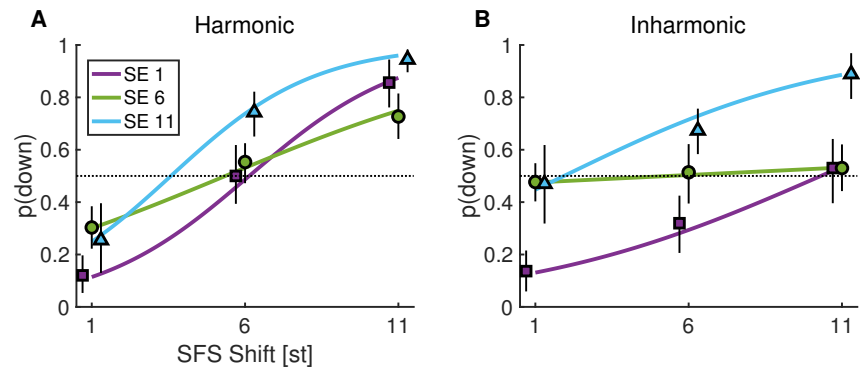 A
Harmonic
1
0.8
0.6
0.4
0.2
0
p(down)
SE 1
SE 6
SE 11
1
6
11
SFS Shift [st]
B
Inharmonic
1
0.8
0.6
0.4
0.2
0
p(down)
1
6
11